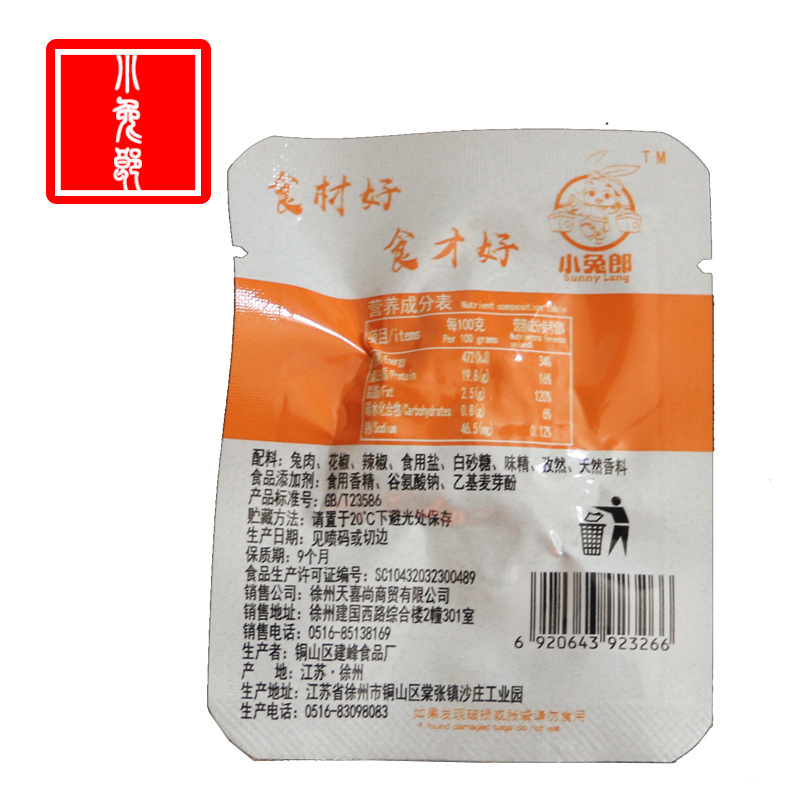 小兔郎
TM
食材好
食才好
小兔郎
Sunny Lang
营养成分表 Nutrient composition table
项目/items 每100克 Per 100 grams
/Energy 472(kJ) 34%
/Protein 19.8(g) 16%
/Fat 2.5(g) 120%
碳水化合物/Carbohydrates 0.8(g) 6%
钠/Sodium 46.5(mg) 0.12%
配料：兔肉、花椒、辣椒、食用盐、白砂糖、味精、孜然、天然香料
食品添加剂：食用香精、谷氨酸钠、乙基麦芽酚
产品标准号：GB/T23586
贮藏方法：请置于20℃下避光处保存
生产日期：见喷码或切边
保质期：9个月
食品生产许可证编号：SC10432032300489
销售公司：徐州天喜尚商贸有限公司
销售地址：徐州建国西路综合楼2幢301室
销售电话：0516-85138169
生产者：铜山区建峰食品厂
产 地：江苏·徐州
生产地址：江苏省徐州市铜山区棠张镇沙庄工业园
生产电话：0516-83098083
6 920643 923266
如果发现破损或胀袋请勿食用
If found damaged bags do not eat